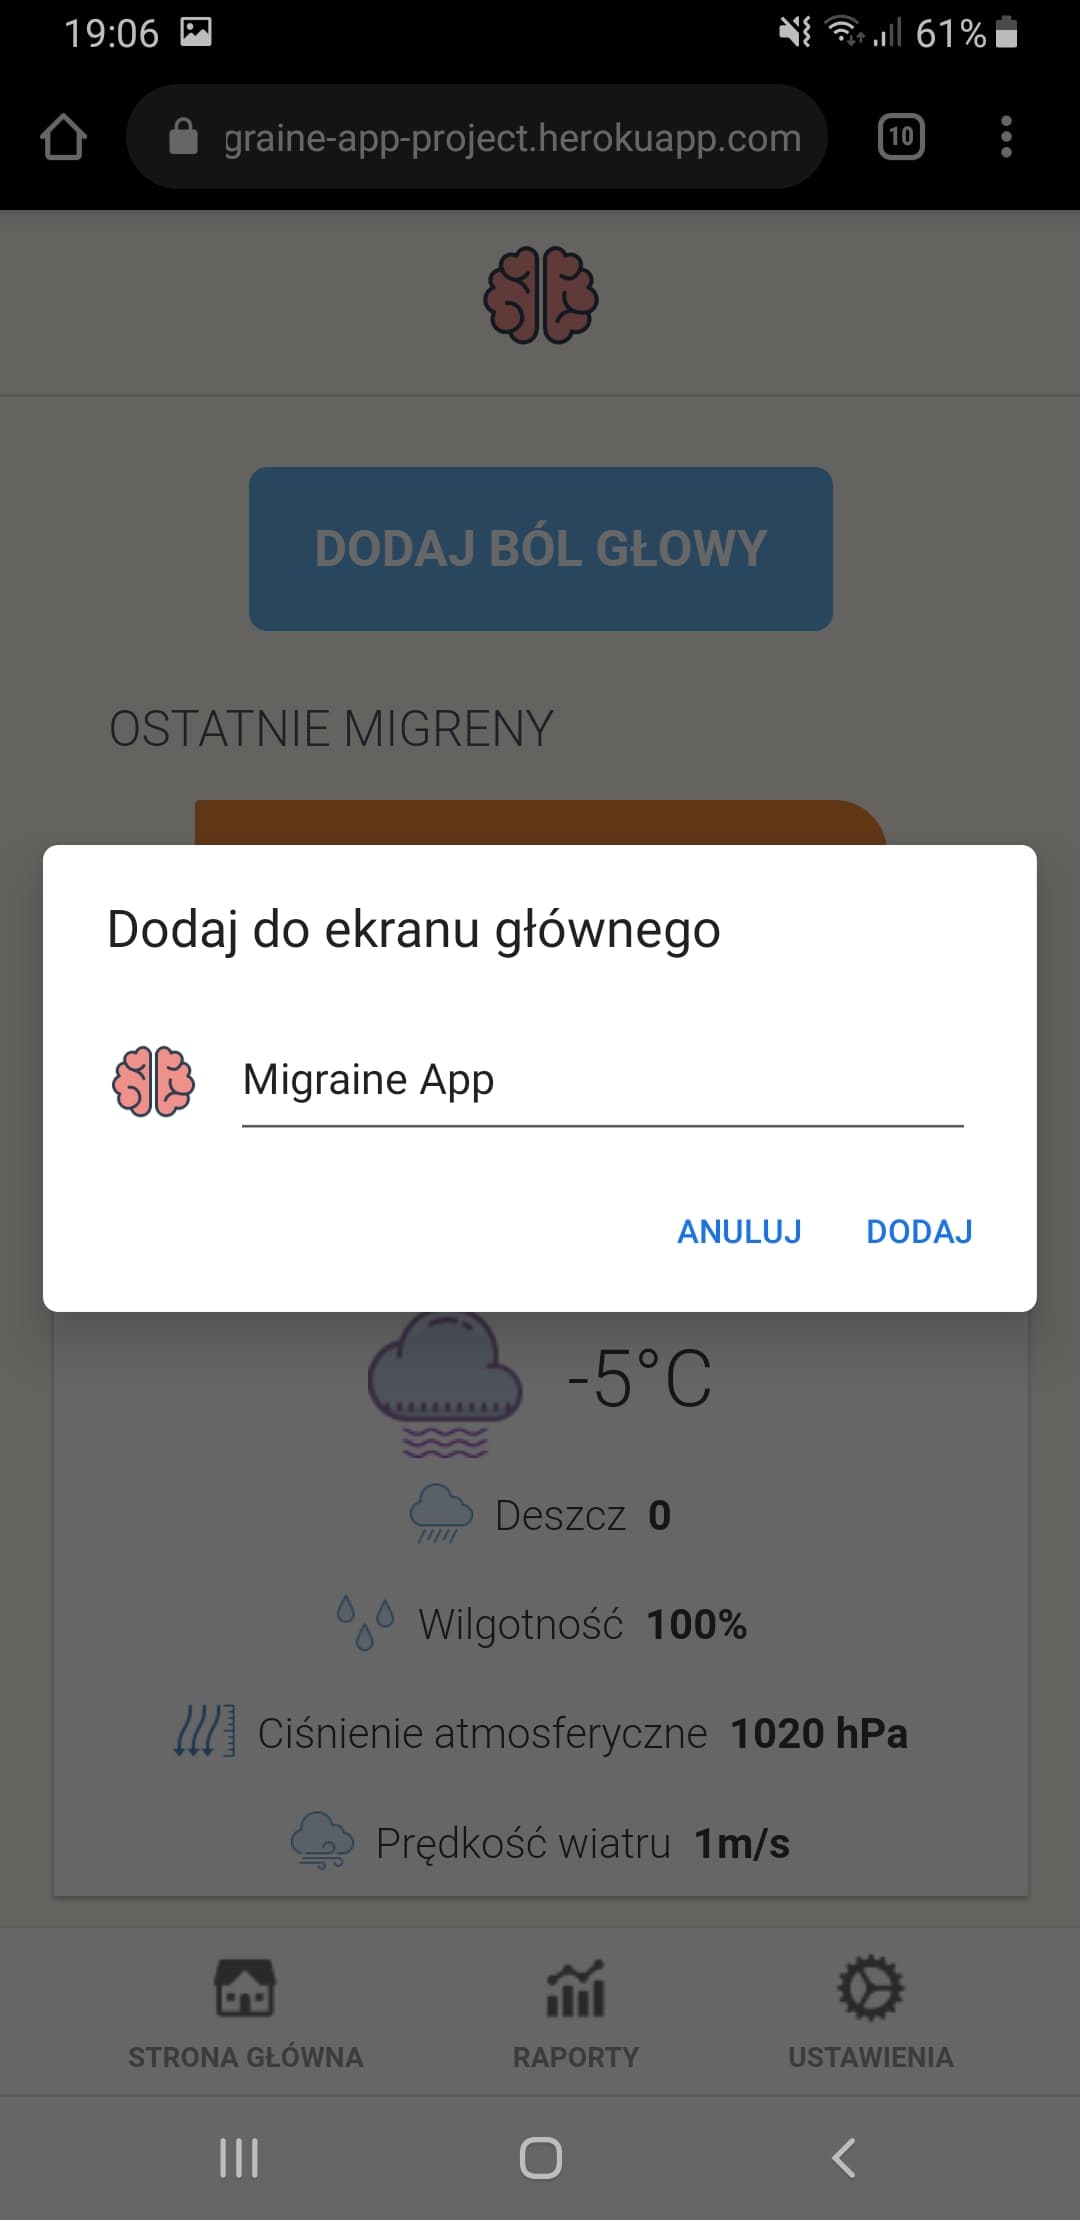 19:06
61%
graine-app-project.herokuapp.com
10
DODAJ BÓL GŁOWY
OSTATNIE MIGRENY
Dodaj do ekranu głównego
Migraine App
ANULUJ DODAJ
-5°C
Deszcz 0
Wilgotność 100%
Ciśnienie atmosferyczne 1020 hPa
Prędkość wiatru 1m/s
STRONA GŁÓWNA RAPORTY USTAWIENIA